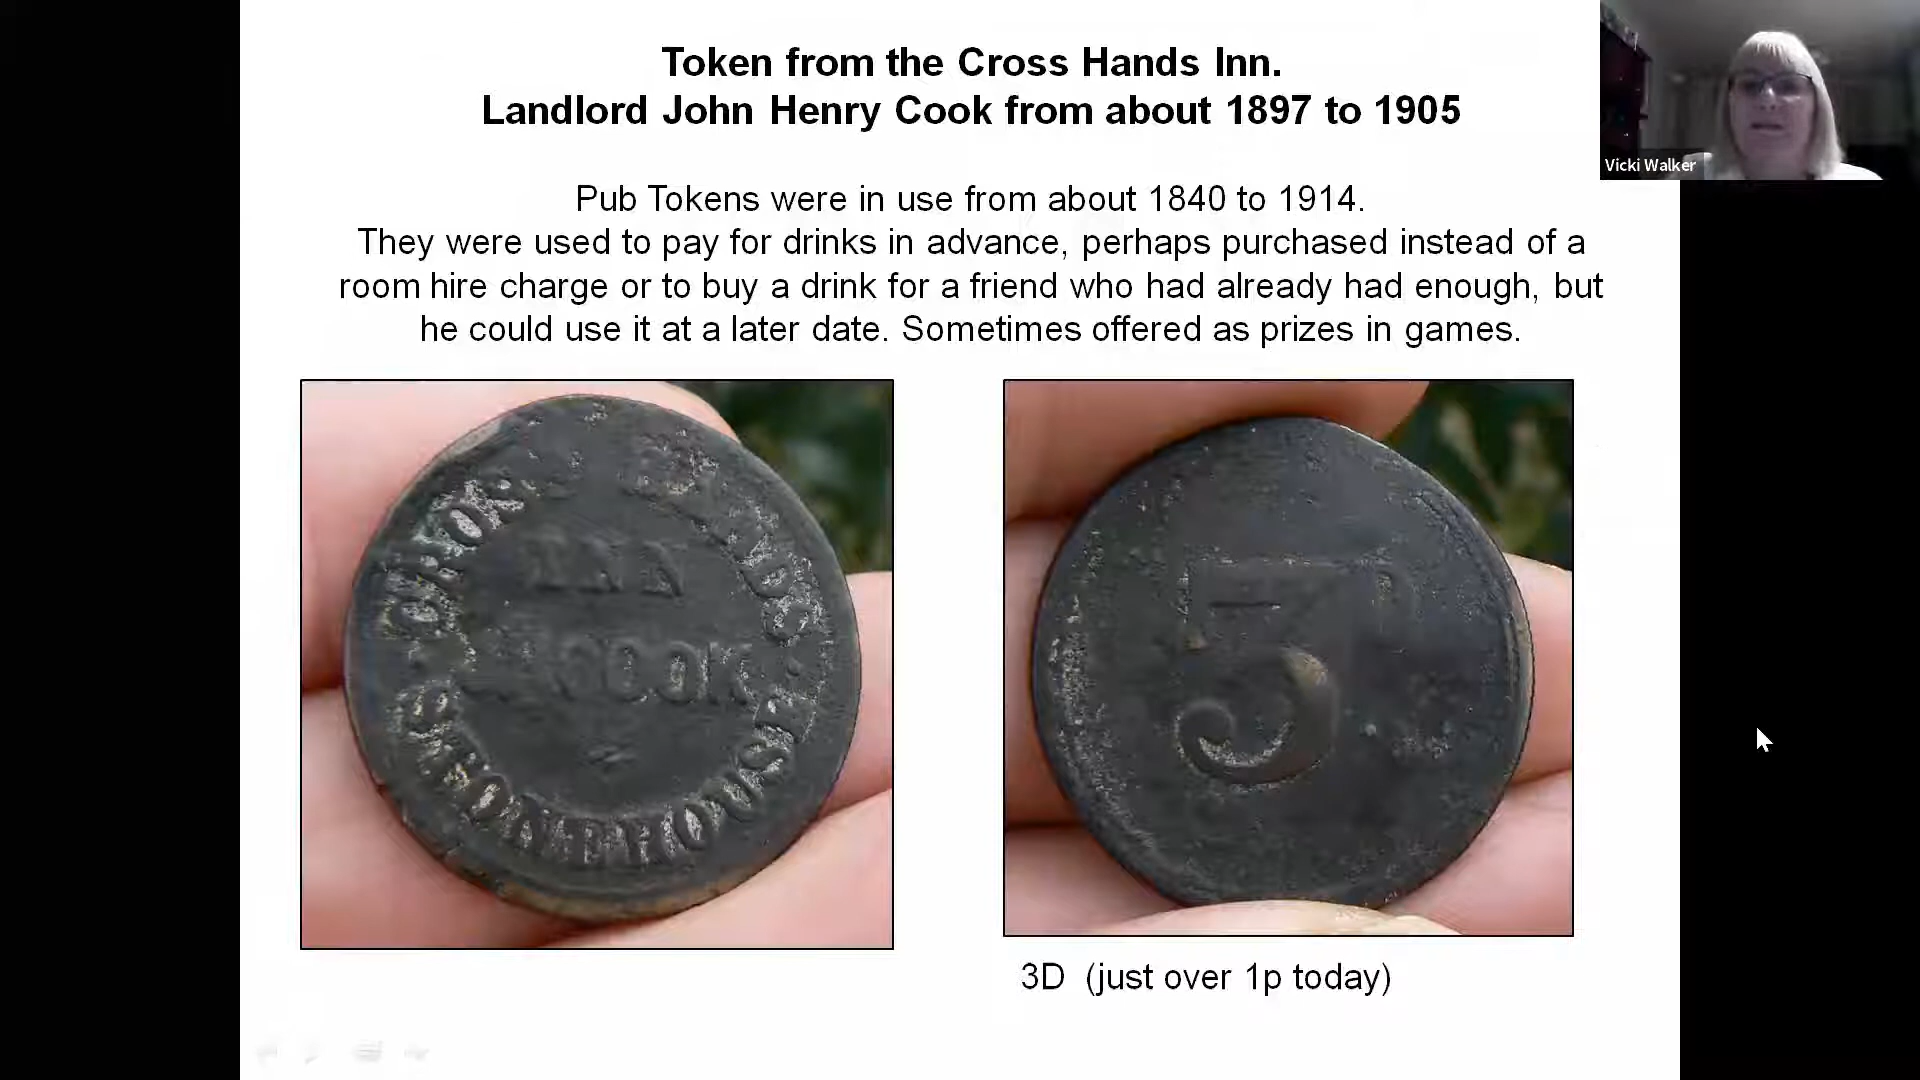 Token from the Cross Hands Inn.
Landlord John Henry Cook from about 1897 to 1905
Vicki Walker
Pub Tokens were in use from about 1840 to 1914.
They were used to pay for drinks in advance, perhaps purchased instead of a
room hire charge or to buy a drink for a friend who had already had enough, but
he could use it at a later date. Sometimes offered as prizes in games.
INN
COOK
STONEHOUSE
3D
3D (just over 1p today)